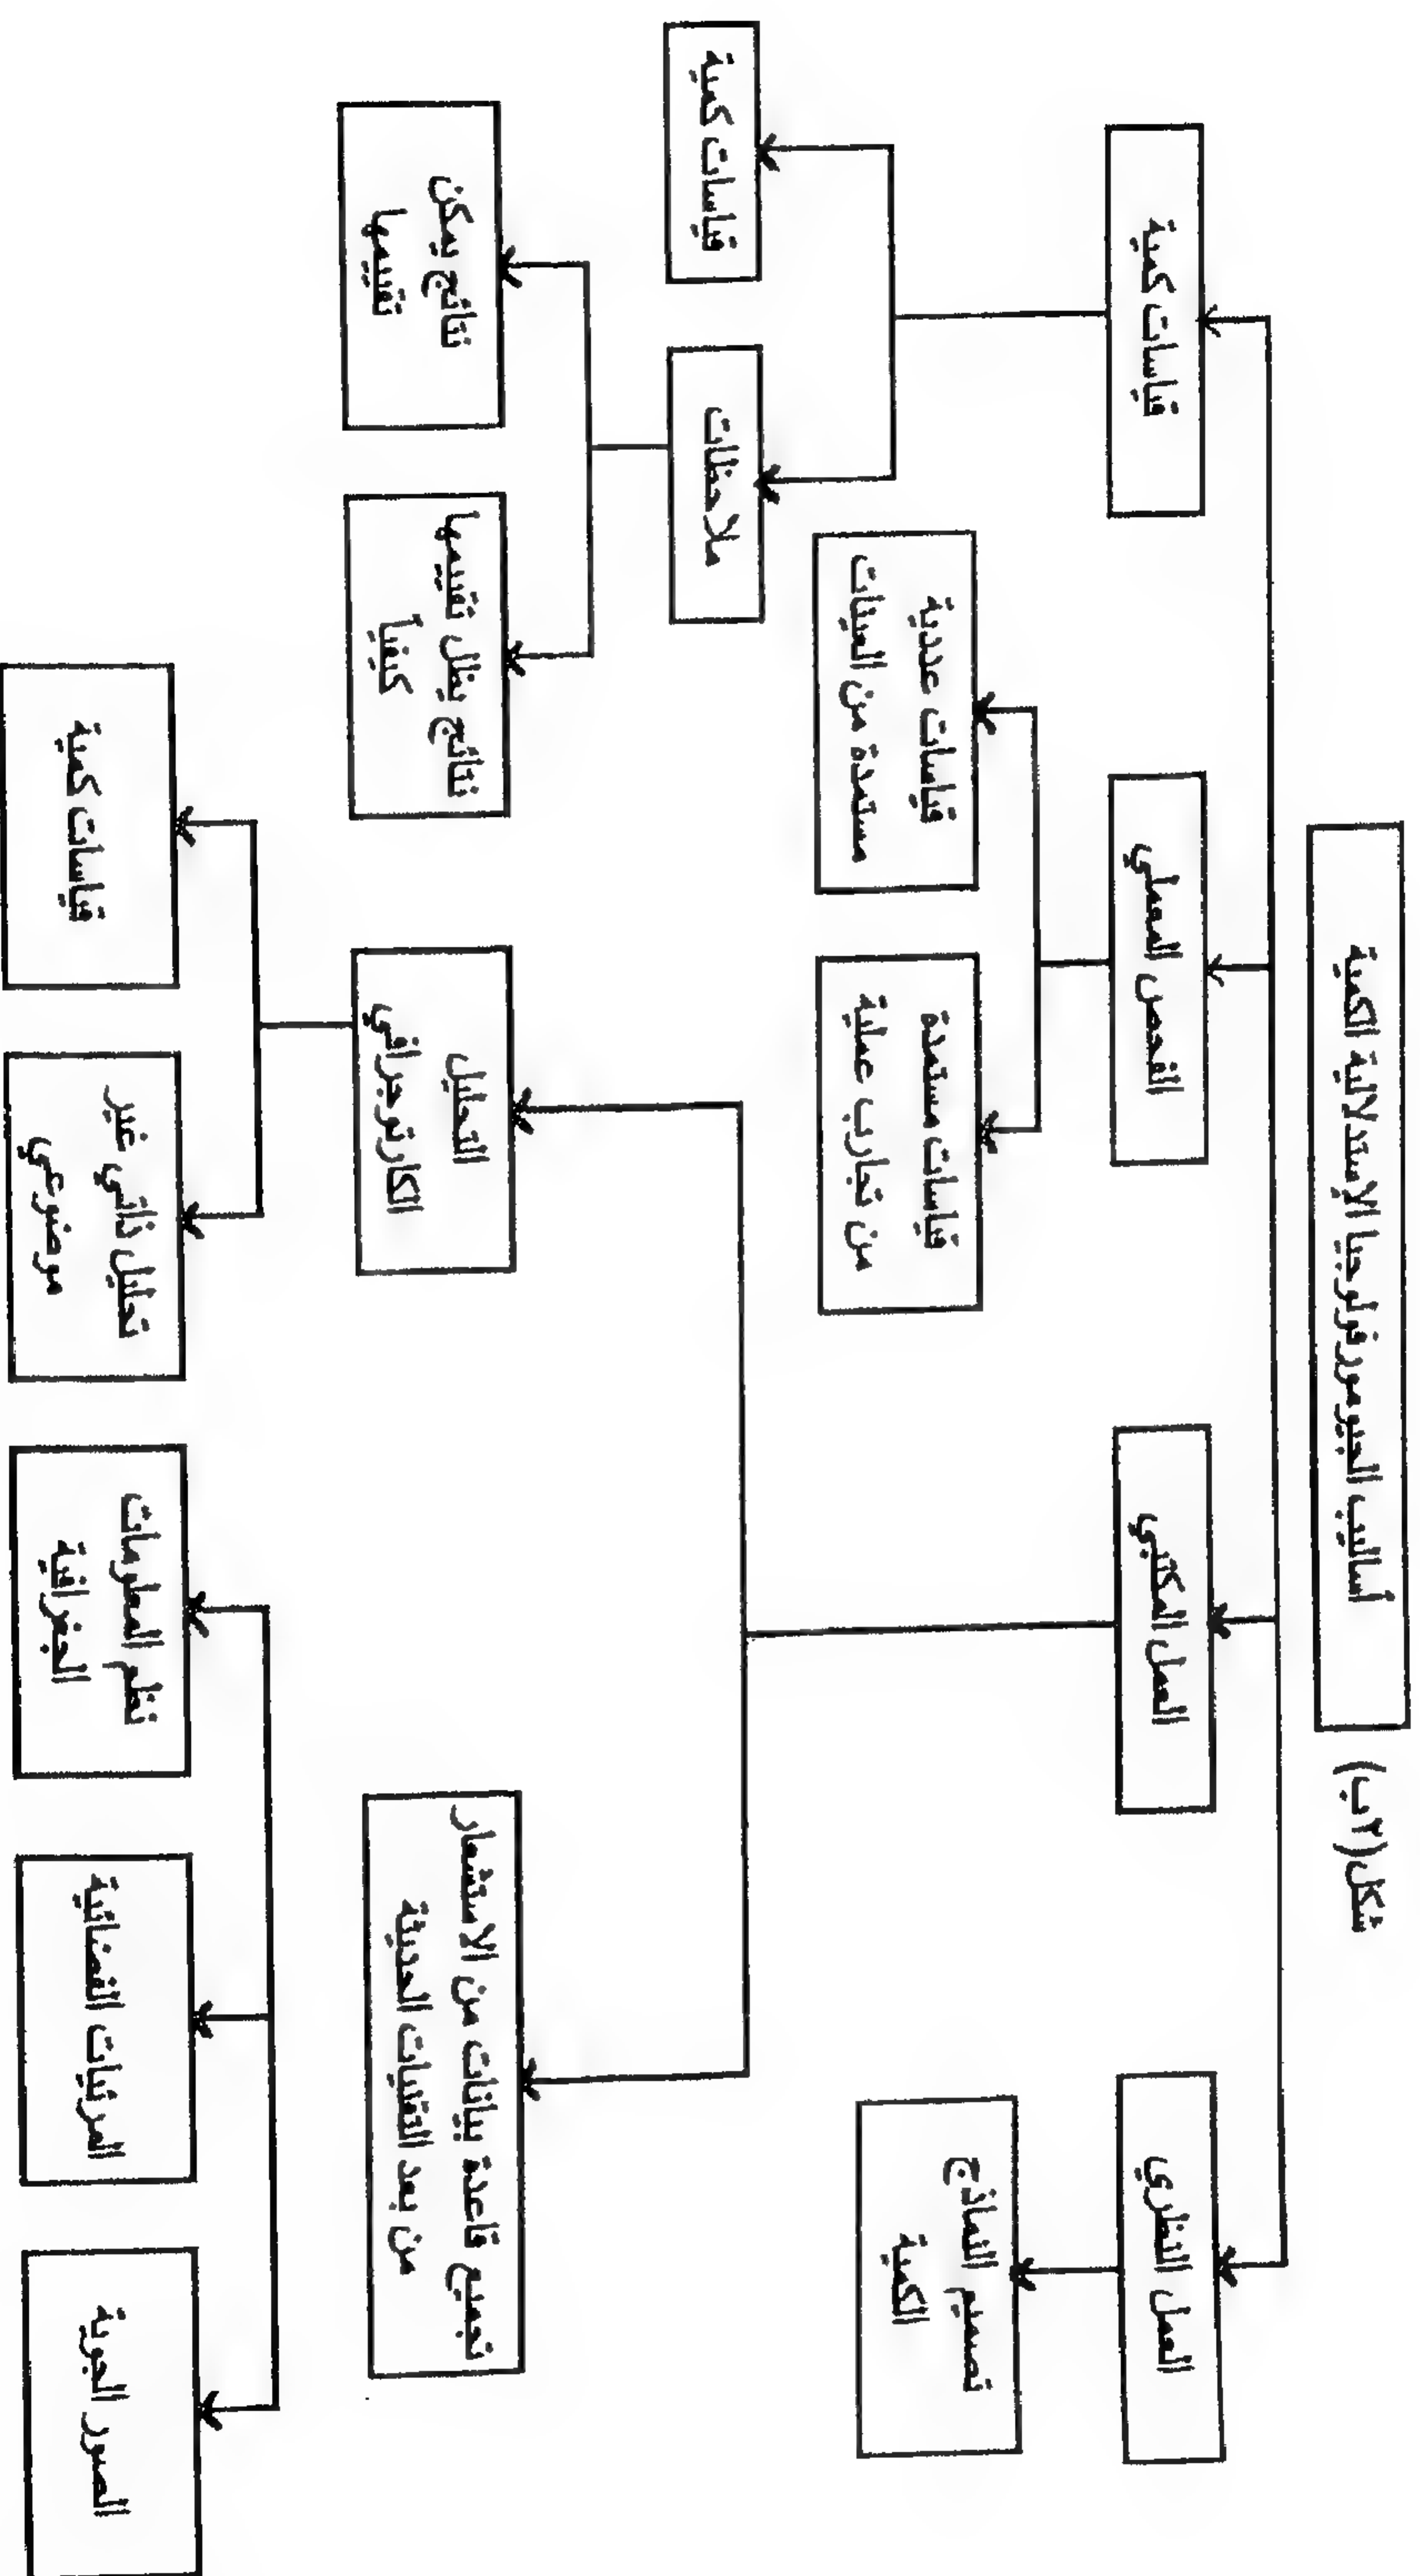 أساليب الجيومورفولوجيا الإستدلالية الكمية
شكل (٢ب)
العمل النظري
العمل المكتبي
الفحص المعملي
قياسات كمية
تصميم النماذج
الكمية
قياسات مستمدة
من تجارب عملية
قياسات عددية
مستمدة من العينات
ملاحظات
قياسات كمية
تجميع قاعدة بيانات من الاستشعار
من بعد التقنيات الحديثة
التحليل
الكارتوجرافي
نتائج يظل تقييمها
كيفياً
نتائج يمكن
تقييمها
الصور الجوية
المرئيات الفضائية
نظم المعلومات
الجغرافية
تحليل ذاتي غير
موضوعي
قياسات كمية